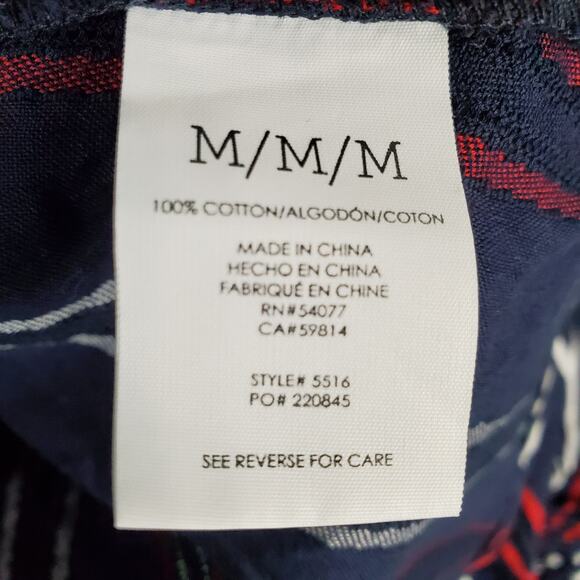 M/M/M
100% COTTON/ALGODÓN/COTON
MADE IN CHINA
HECHO EN CHINA
FABRIQUÉ EN CHINE
RN#54077
CA#59814
STYLE# 5516
PO# 220845
SEE REVERSE FOR CARE